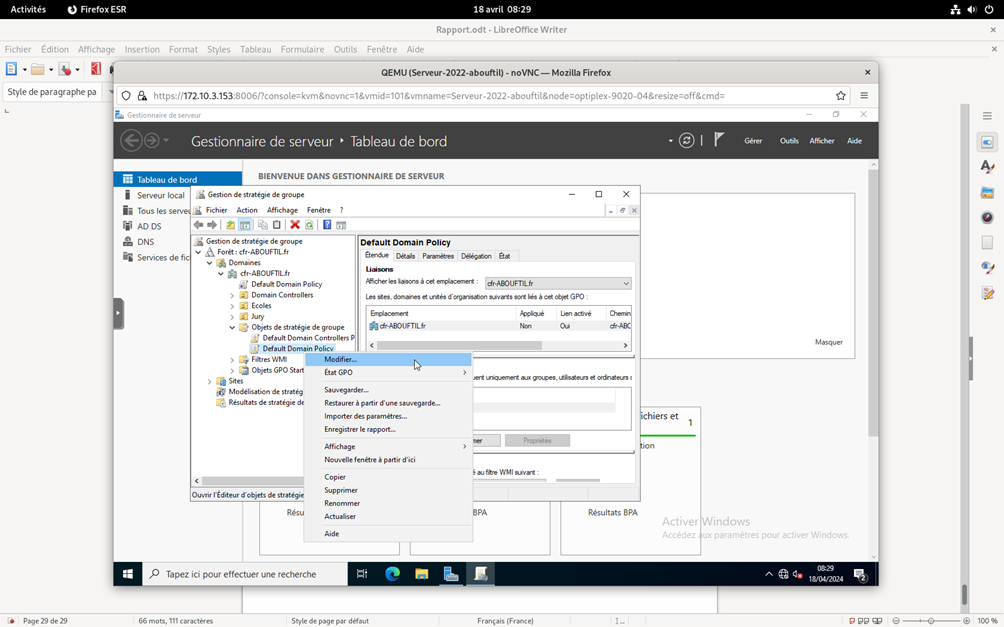 Activités
Firefox ESR
18 avril 08:29
Rapport.odt - LibreOffice Writer
Fichier Édition Affichage Insertion Format Styles Tableau Formulaire Outils Fenêtre Aide
QEMU (Serveur-2022-abouftil) - noVNC — Mozilla Firefox
Style de paragraphe pa
https://172.10.3.153:8006/?console=kvm&novnc=1&vmid=101&vmname=Serveur-2022-abouftil&node=optiplex-9020-04&resize=off&cmd=
Gestionnaire de serveur
Gestionnaire de serveur ‣ Tableau de bord
Gérer Outils Afficher Aide
Tableau de bord
Serveur local
Tous les serve
AD DS
DNS
Services de fic
BIENVENUE DANS GESTIONNAIRE DE SERVEUR
Gestion de stratégie de groupe
Fichier Action Affichage Fenêtre ?
Gestion de stratégie de groupe
Forêt : cfr-ABOUFTIL.fr
Domaines
cfr-ABOUFTIL.fr
Default Domain Policy
Domain Controllers
Ecoles
Jury
Objets de stratégie de groupe
Default Domain Controllers P
Default Domain Policy
Filtres WMI
Objets GPO Start
Sites
Modélisation de stratég
Résultats de stratégie de
Default Domain Policy
Étendue Détails Paramètres Délégation État
Liaisons
Afficher les liaisons à cet emplacement :
cfr-ABOUFTIL.fr
Les sites, domaines et unités d'organisation suivants sont liés à cet objet GPO :
Emplacement Appliqué Lien activé Chemin
cfr-ABOUFTIL.fr Non Oui cfr-ABC
uent uniquement aux groupes, utilisateurs et ordinateurs s
mer
Propriétés
é au filtre WMI suivant :
Modifier...
État GPO
Sauvegarder...
Restaurer à partir d'une sauvegarde...
Importer des paramètres...
Enregistrer le rapport...
Affichage
Nouvelle fenêtre à partir d'ici
Copier
Supprimer
Renommer
Actualiser
Aide
Ouvrir l'Éditeur d'objets de stratégie
Masquer
ichiers et
1
tion
Résu
BPA
Résultats BPA
Activer Windows
Accédez aux paramètres pour activer Windows.
Tapez ici pour effectuer une recherche
08:29
18/04/2024
2
Page 29 de 29
66 mots, 111 caractères
Style de page par défaut
Français (France)
100 %